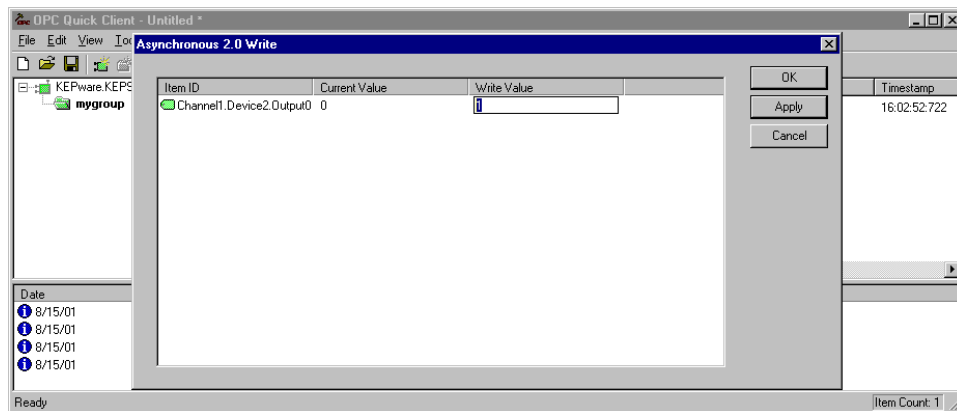 OPC Quick Client - Untitled *
File Edit View Too
Asynchronous 2.0 Write
KEPware.KEPS
mygroup
Item ID Current Value Write Value
Channel1.Device2.Output0 0 1
OK
Apply
Cancel
Timestamp
16:02:52:722
Date
8/15/01
8/15/01
8/15/01
8/15/01
Ready Item Count: 1